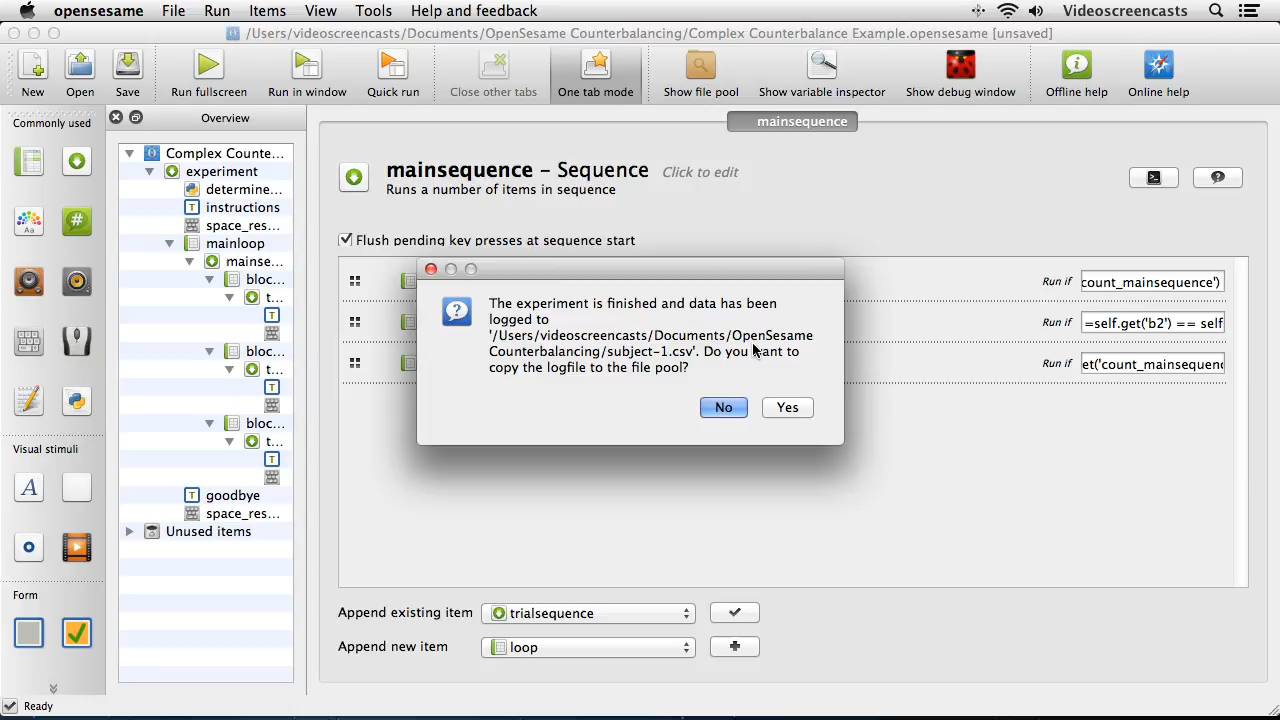 opensesame File Run Items View Tools Help and feedback Videoscreencasts
/Users/videoscreencasts/Documents/OpenSesame Counterbalancing/Complex Counterbalance Example.opensesame [unsaved]
New Open Save Run fullscreen Run in window Quick run Close other tabs One tab mode Show file pool Show variable inspector Show debug window Offline help Online help
Commonly used
Overview
mainsequence
Complex Counte...
experiment
determine...
instructions
space_res...
mainloop
mainse...
bloc...
t...
bloc...
t...
bloc...
t...
goodbye
space_res...
Unused items
Aa
Visual stimuli
A
Form
mainsequence – Sequence Click to edit
Runs a number of items in sequence
Flush pending key presses at sequence start
Run if count_mainsequence')
Run if =self.get('b2') == self
Run if et('count_mainsequenc
The experiment is finished and data has been
logged to
'/Users/videoscreencasts/Documents/OpenSesame
Counterbalancing/subject-1.csv'. Do you want to
copy the logfile to the file pool?
No Yes
Append existing item trialsequence
Append new item loop
Ready